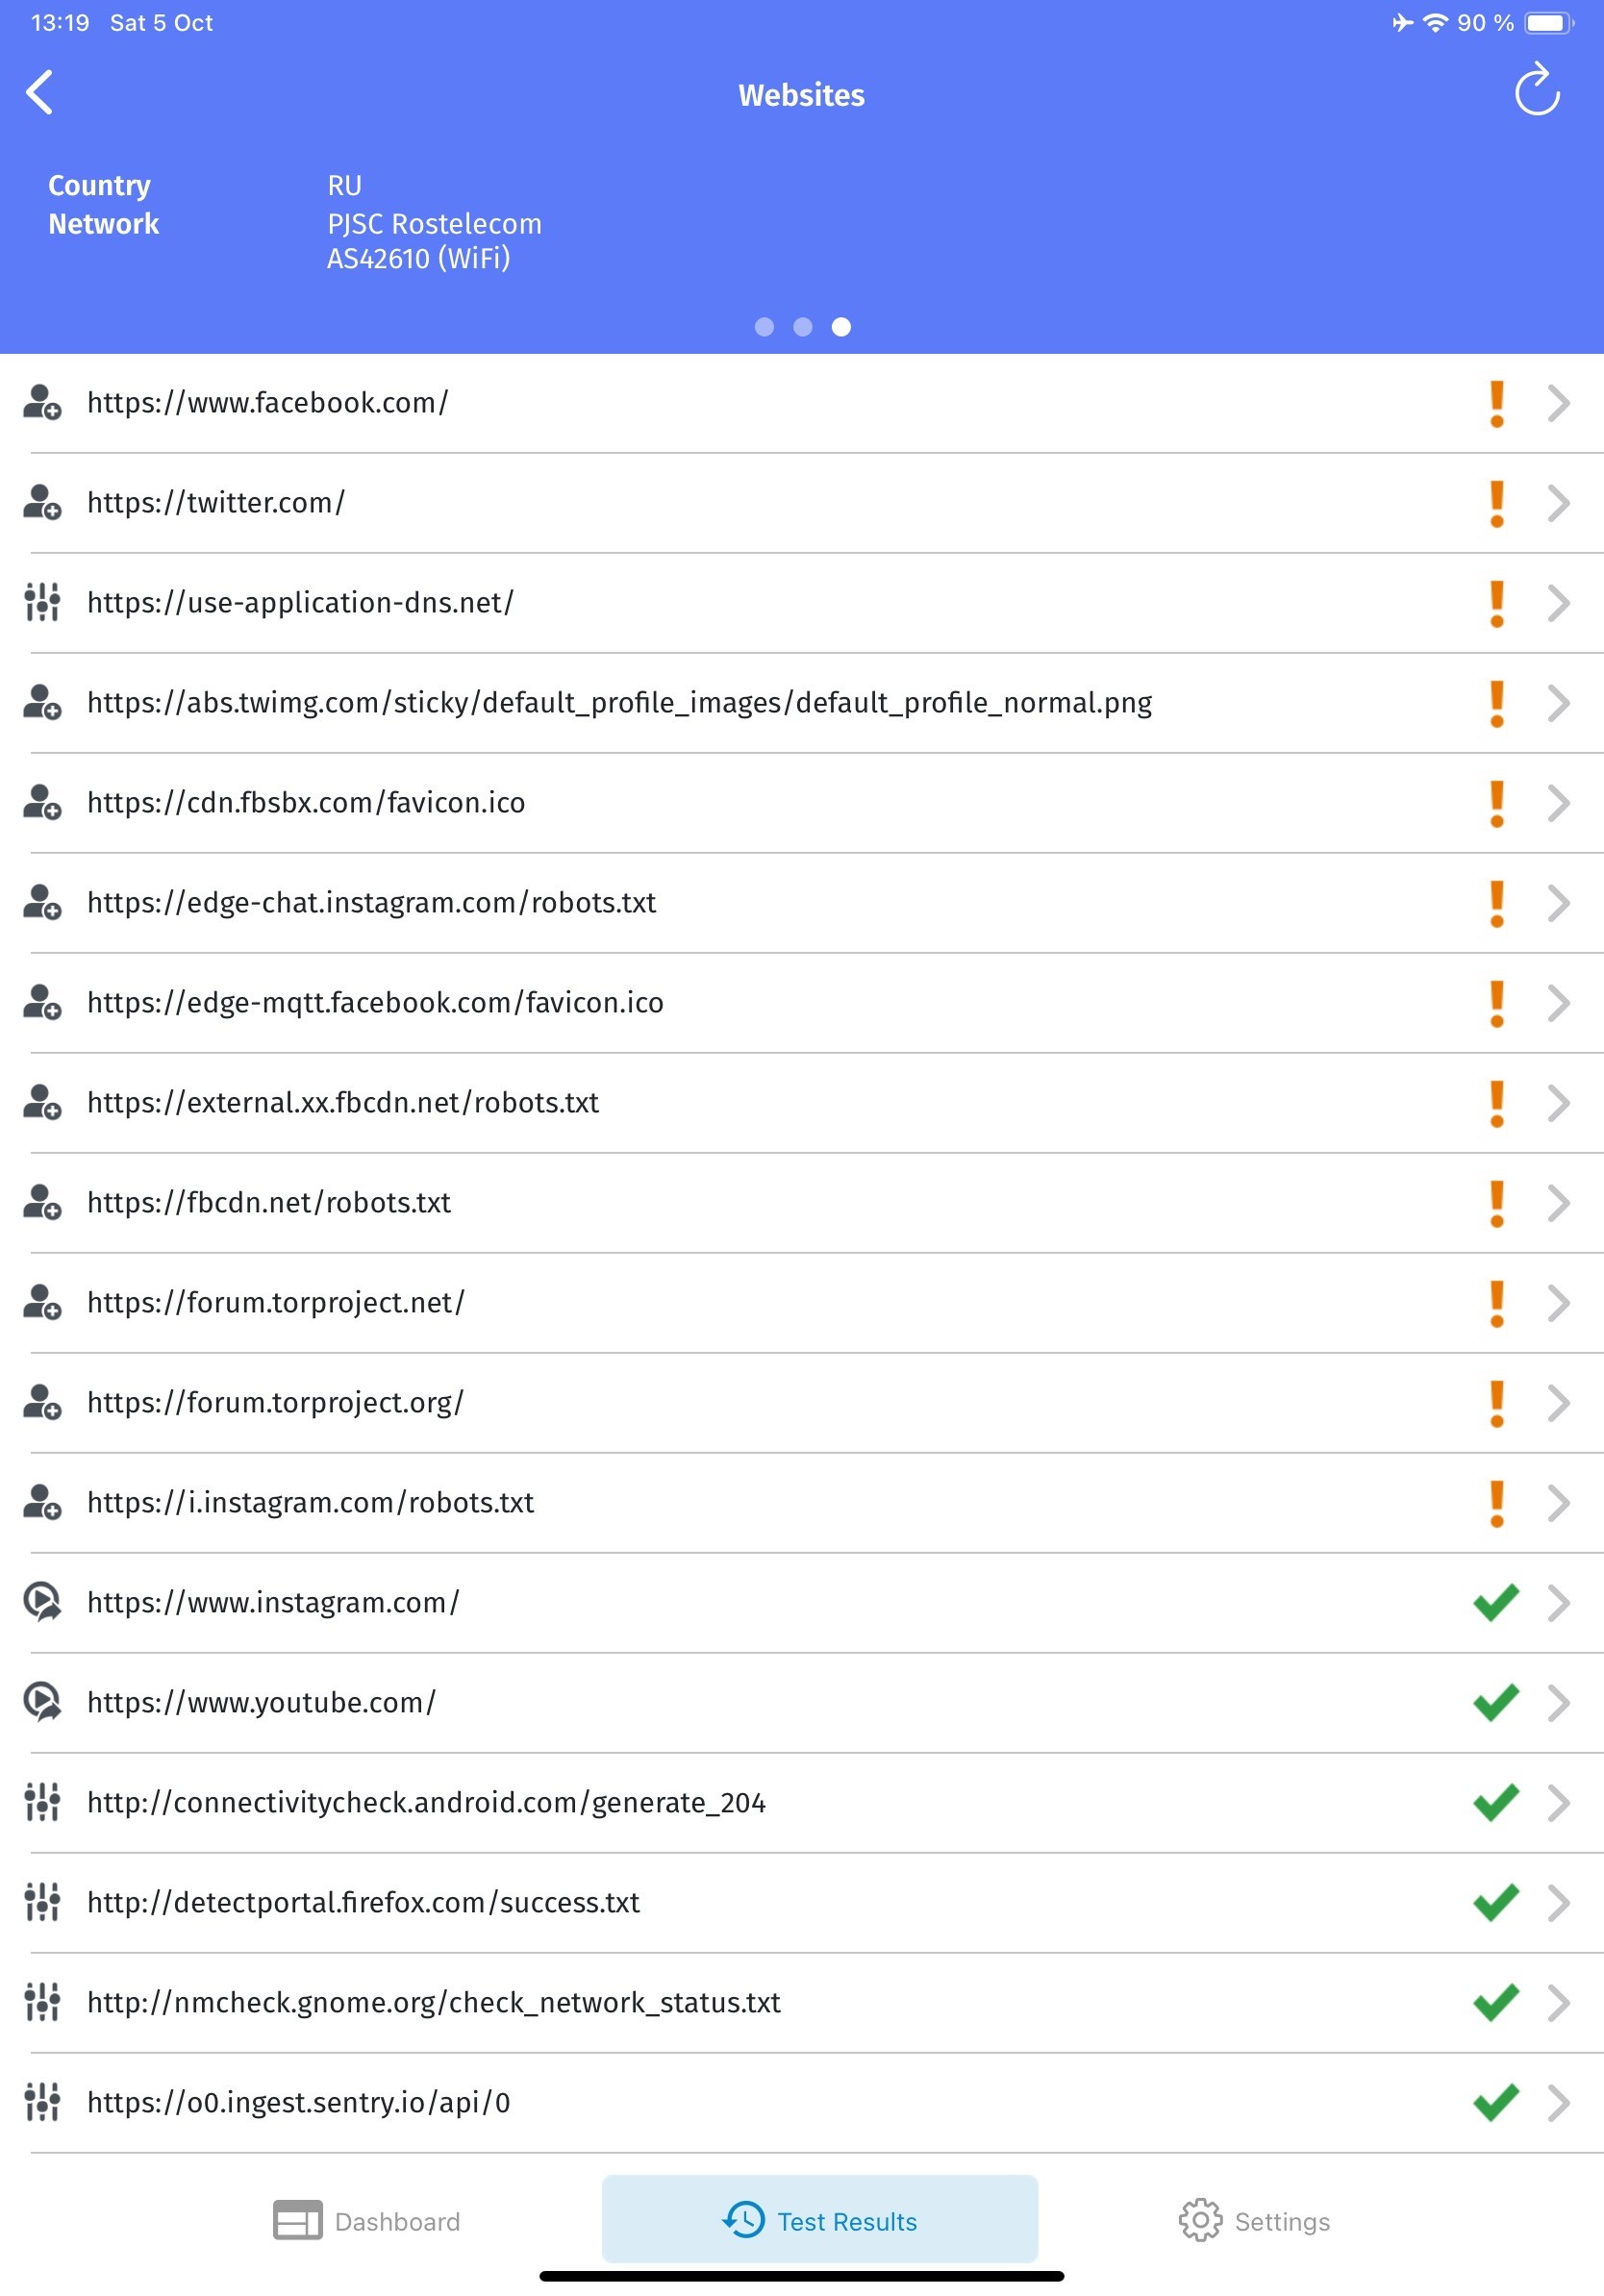 13:19 Sat 5 Oct 90 %
Websites
Country RU
Network PJSC Rostelecom
AS42610 (WiFi)
https://www.facebook.com/
https://twitter.com/
https://use-application-dns.net/
https://abs.twimg.com/sticky/default_profile_images/default_profile_normal.png
https://cdn.fbsbx.com/favicon.ico
https://edge-chat.instagram.com/robots.txt
https://edge-mqtt.facebook.com/favicon.ico
https://external.xx.fbcdn.net/robots.txt
https://fbcdn.net/robots.txt
https://forum.torproject.net/
https://forum.torproject.org/
https://i.instagram.com/robots.txt
https://www.instagram.com/
https://www.youtube.com/
http://connectivitycheck.android.com/generate_204
http://detectportal.firefox.com/success.txt
http://nmcheck.gnome.org/check_network_status.txt
https://o0.ingest.sentry.io/api/0
Dashboard Test Results Settings